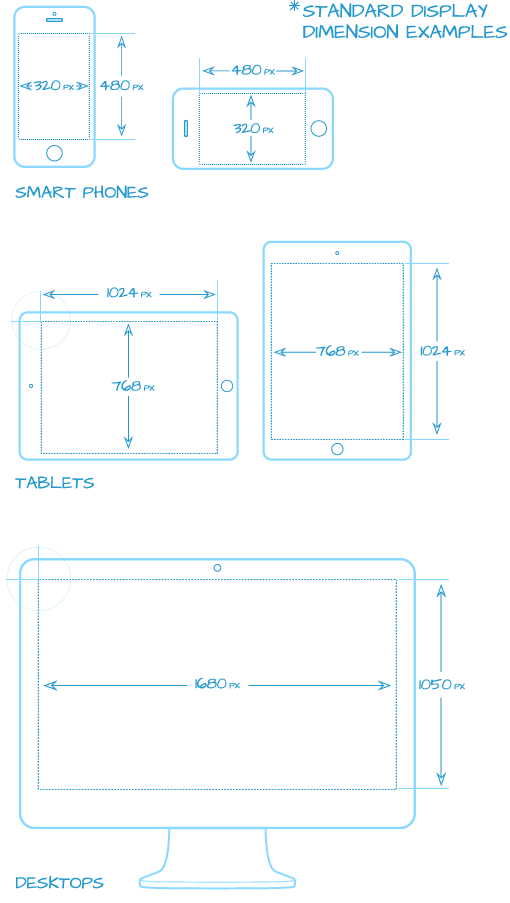 *STANDARD DISPLAY
DIMENSION EXAMPLES
320 PX
480 PX
480 PX
320 PX
SMART PHONES
1024 PX
768 PX
768 PX
1024 PX
TABLETS
1680 PX
1050 PX
DESKTOPS